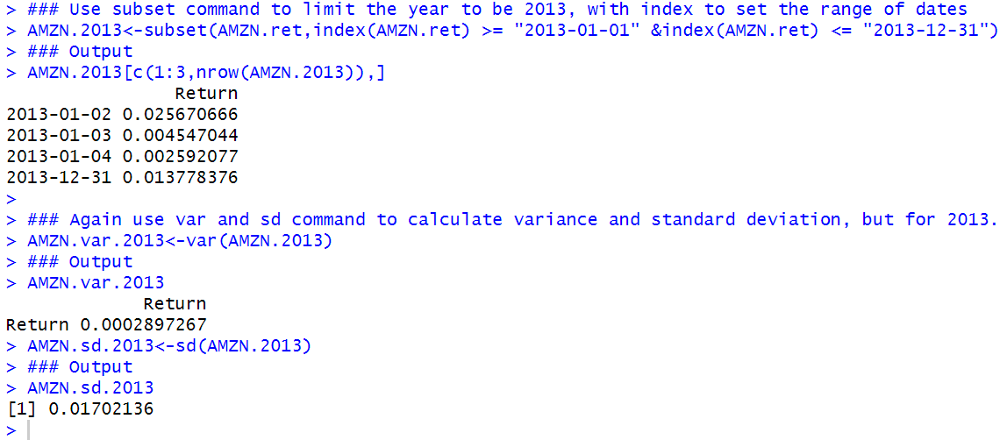 > ### Use subset command to limit the year to be 2013, with index to set the range of dates
> AMZN.2013<-subset(AMZN.ret,index(AMZN.ret) >= "2013-01-01" &index(AMZN.ret) <= "2013-12-31")
> ### Output
> AMZN.2013[c(1:3,nrow(AMZN.2013)),]
                Return
2013-01-02 0.025670666
2013-01-03 0.004547044
2013-01-04 0.002592077
2013-12-31 0.013778376
>
> ### Again use var and sd command to calculate variance and standard deviation, but for 2013.
> AMZN.var.2013<-var(AMZN.2013)
> ### Output
> AMZN.var.2013
             Return
Return 0.0002897267
> AMZN.sd.2013<-sd(AMZN.2013)
> ### Output
> AMZN.sd.2013
[1] 0.01702136
>